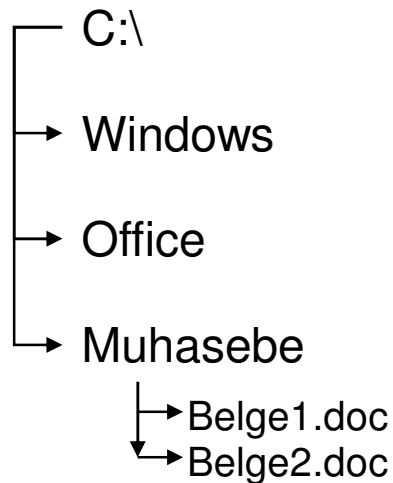 C:\
Windows
Office
Muhasebe
Belge1.doc
Belge2.doc